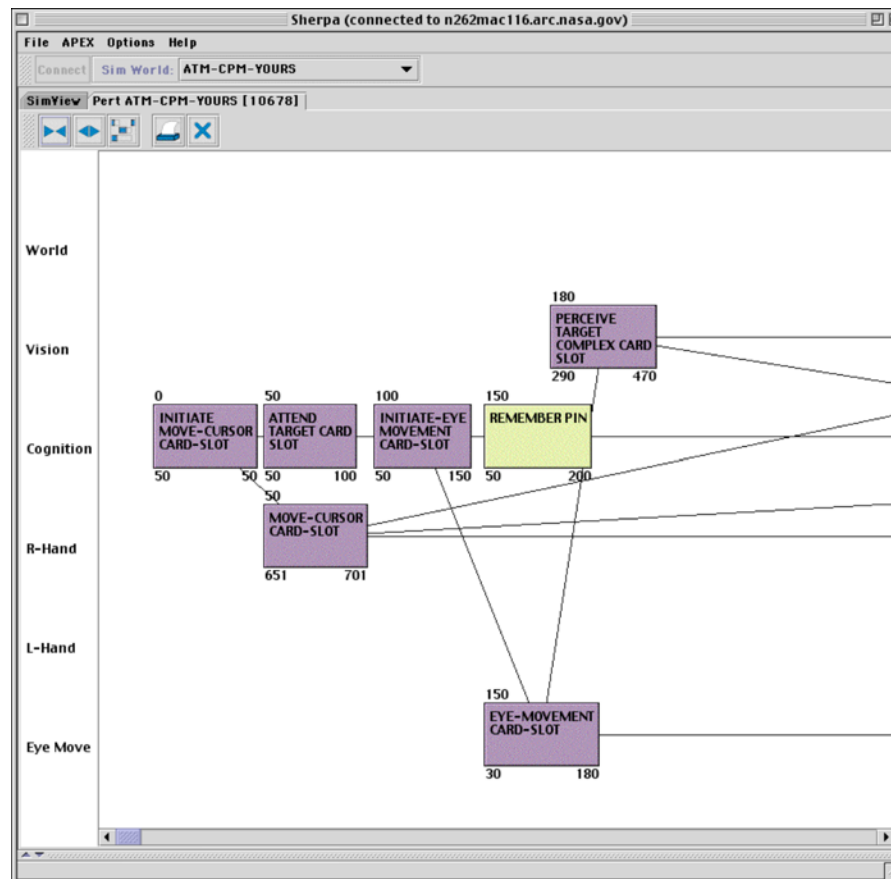 Sherpa (connected to n262mac116.arc.nasa.gov)
File APEX Options Help
Connect Sim World: ATM-CPM-YOURS
SimView Pert ATM-CPM-YOURS [10678]
World
180
PERCEIVE
TARGET
COMPLEX CARD
SLOT
290 470
Vision
0
INITIATE
MOVE-CURSOR
CARD-SLOT
50 50
50
ATTEND
TARGET CARD
SLOT
50 100
100
INITIATE-EYE
MOVEMENT
CARD-SLOT
50 150
150
REMEMBER PIN
50 200
Cognition
50
MOVE-CURSOR
CARD-SLOT
651 701
R-Hand
L-Hand
150
EYE-MOVEMENT
CARD-SLOT
30 180
Eye Move